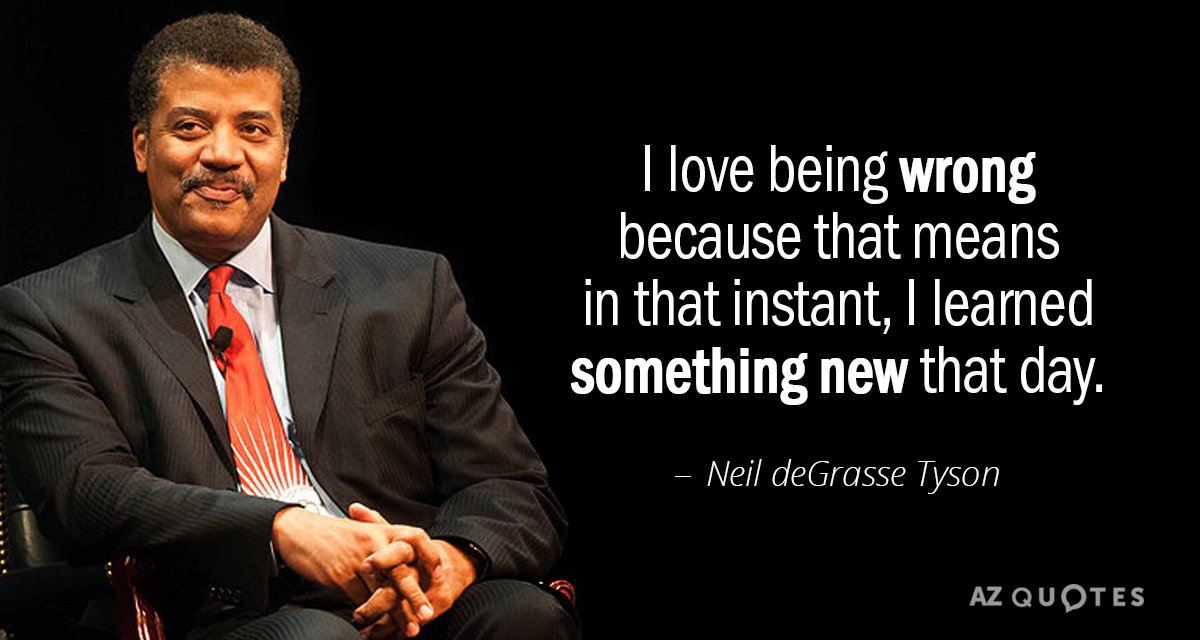 I love being wrong
because that means
in that instant, I learned
something new that day.
– Neil deGrasse Tyson
AZ QUOTES